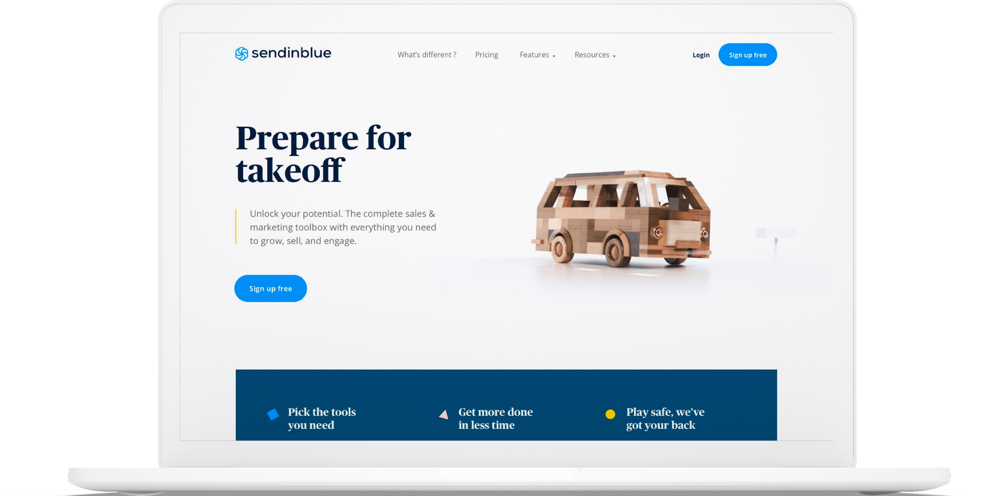 sendinblue
What's different ?
Pricing
Features
Resources
Login
Sign up free
Prepare for
takeoff
Unlock your potential. The complete sales &
marketing toolbox with everything you need
to grow, sell, and engage.
Sign up free
Pick the tools
you need
Get more done
in less time
Play safe, we've
got your back